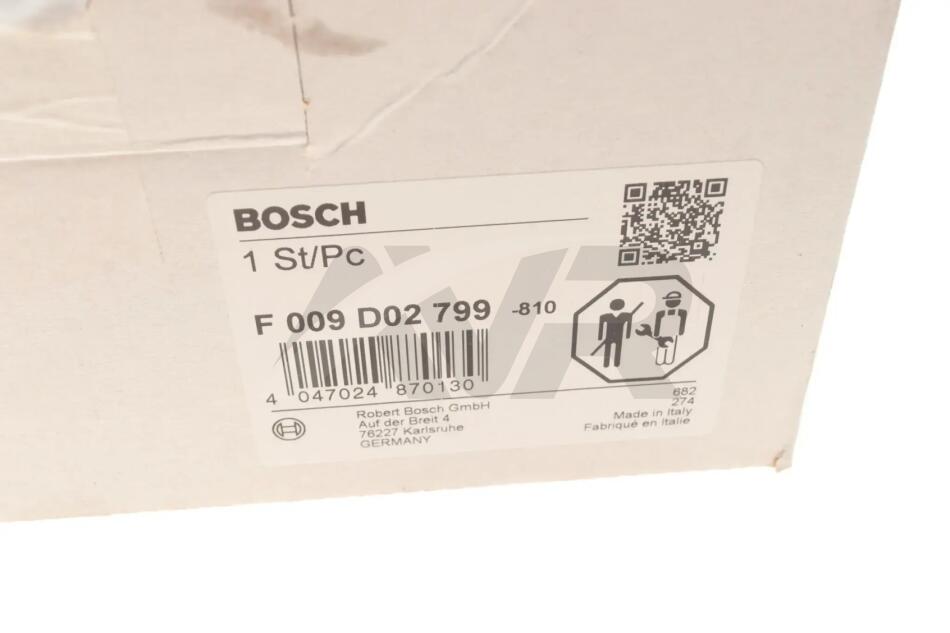 BOSCH
1 St/Pc
F 009 D02 799 -810
4 047024 870130
682
274
Robert Bosch GmbH
Auf der Breit 4
76227 Karlsruhe
GERMANY
Made in Italy
Fabriqué en Italie